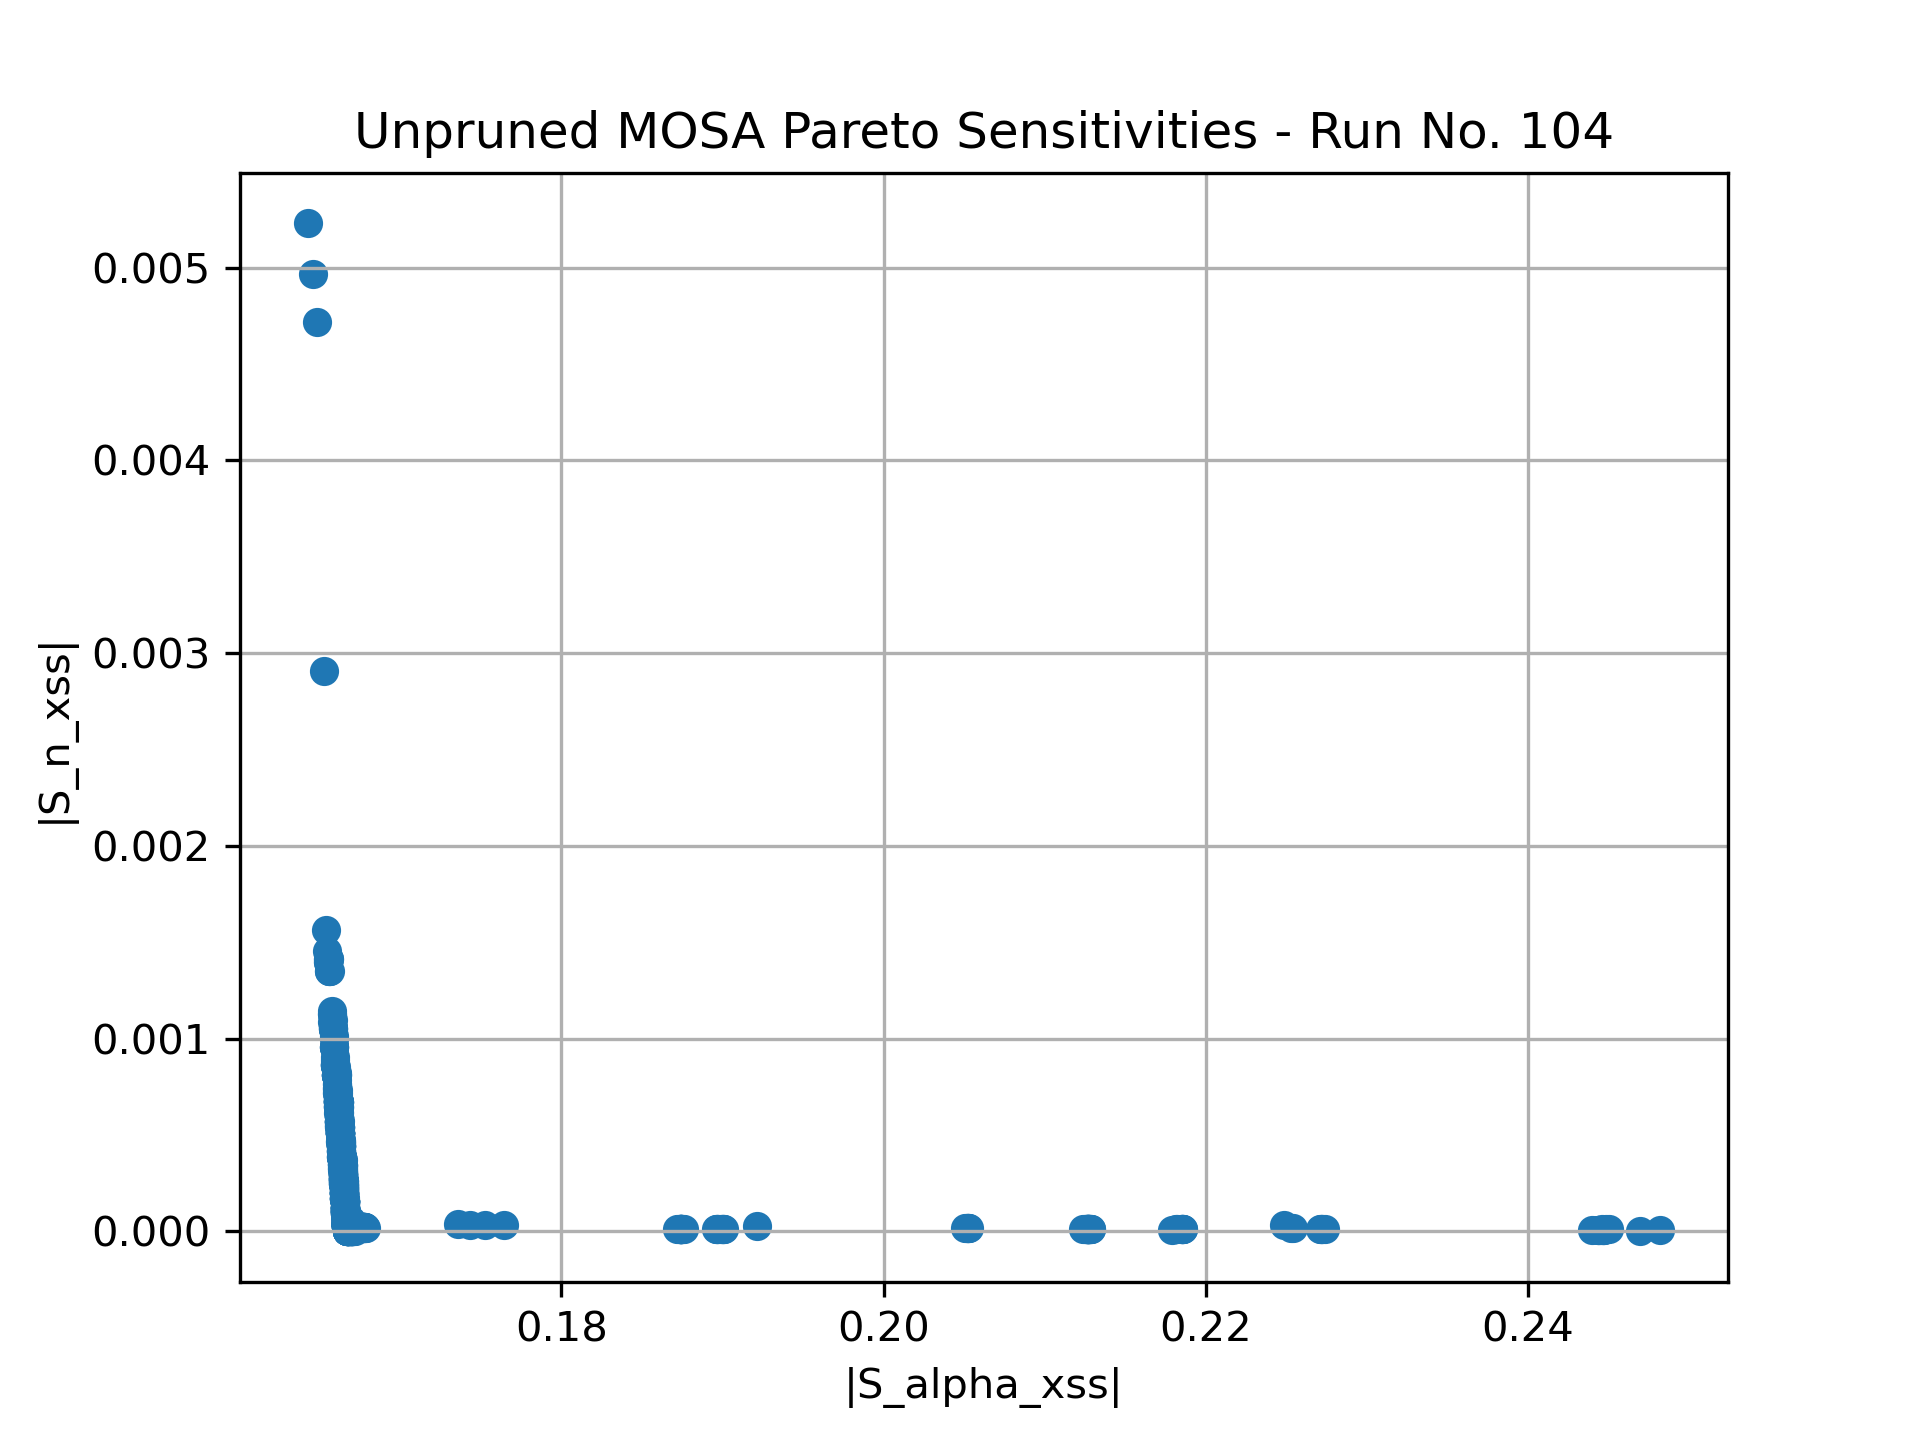 Unpruned MOSA Pareto Sensitivities - Run No. 104
|S_n_xss|
0.005
0.004
0.003
0.002
0.001
0.000
0.18 0.20 0.22 0.24
|S_alpha_xss|